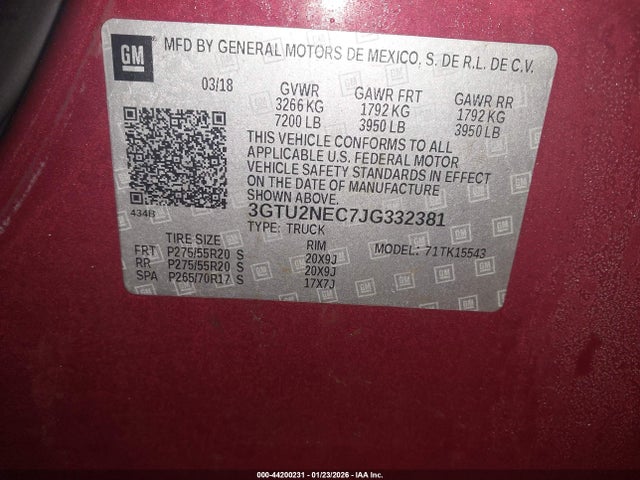 GM
MFD BY GENERAL MOTORS DE MEXICO, S. DE R.L. DE C.V.
03/18 GVWR GAWR FRT GAWR RR
3266 KG 1792 KG 1792 KG
7200 LB 3950 LB 3950 LB
THIS VEHICLE CONFORMS TO ALL
APPLICABLE U.S. FEDERAL MOTOR
VEHICLE SAFETY STANDARDS IN EFFECT
ON THE DATE OF MANUFACTURE
SHOWN ABOVE.
434B
3GTU2NEC7JG332381
TYPE: TRUCK
TIRE SIZE RIM MODEL: 71TK15543
FRT P275/55R20 S 20X9J
RR P275/55R20 S 20X9J
SPA P265/70R17 S 17X7J
000-44200231 - 01/23/2026 - IAA Inc.